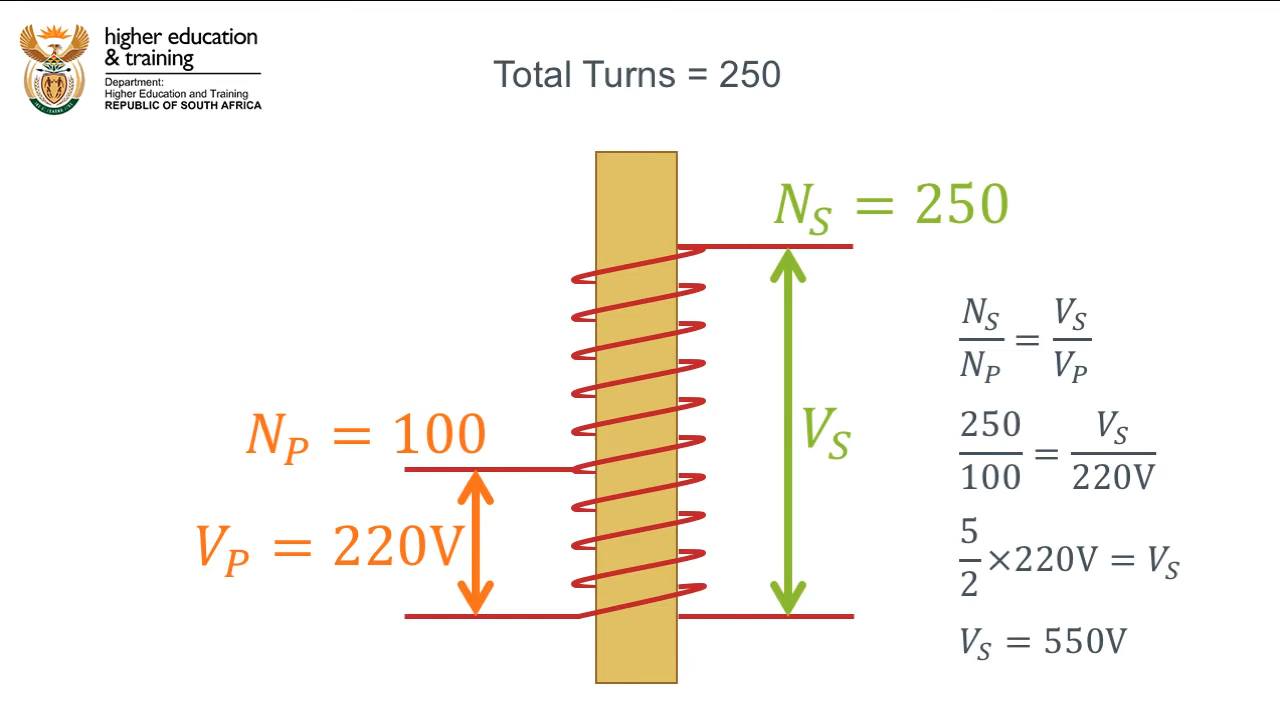 higher education
& training
Department:
Higher Education and Training
REPUBLIC OF SOUTH AFRICA
Total Turns = 250
N_S = 250
N_S/N_P = V_S/V_P
N_P = 100
V_S
250/100 = V_S/220V
V_P = 220V
5/2 ×220V = V_S
V_S = 550V